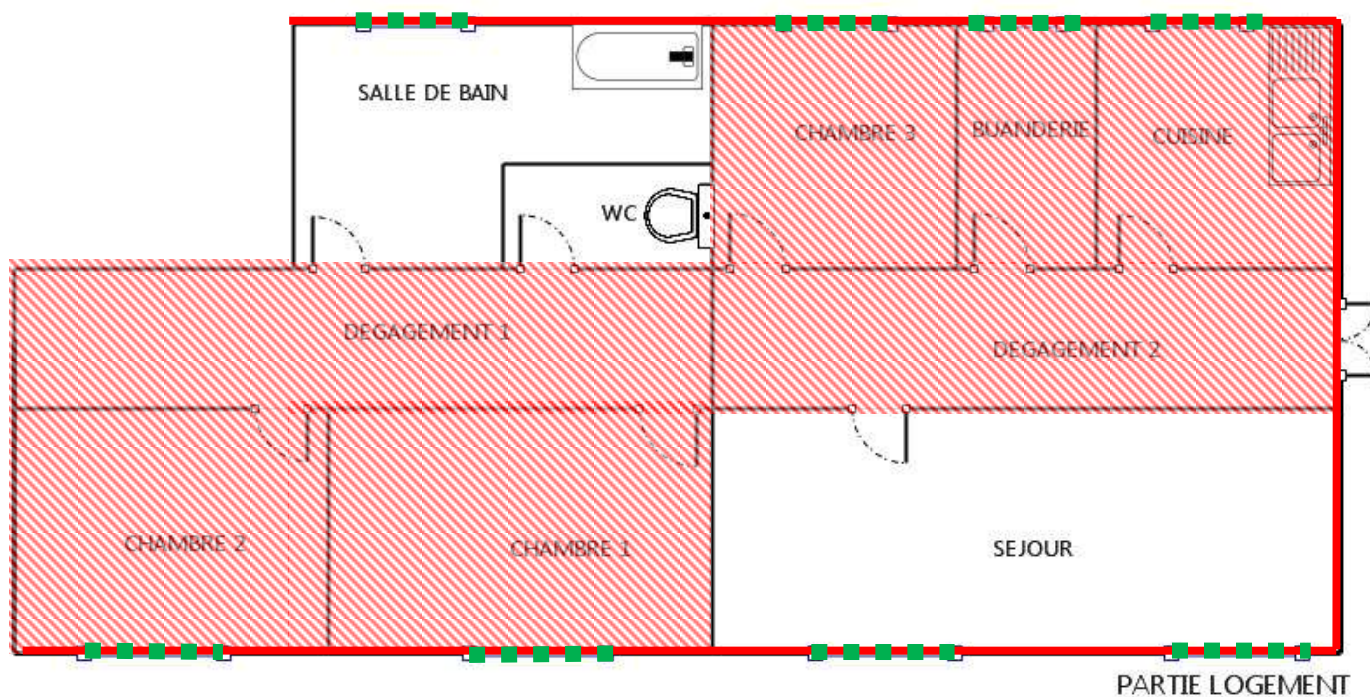 SALLE DE BAIN
CHAMBRE 3
BUANDERIE
CUISINE
WC
DEGAGEMENT 1
DEGAGEMENT 2
CHAMBRE 2
CHAMBRE 1
SEJOUR
PARTIE LOGEMENT